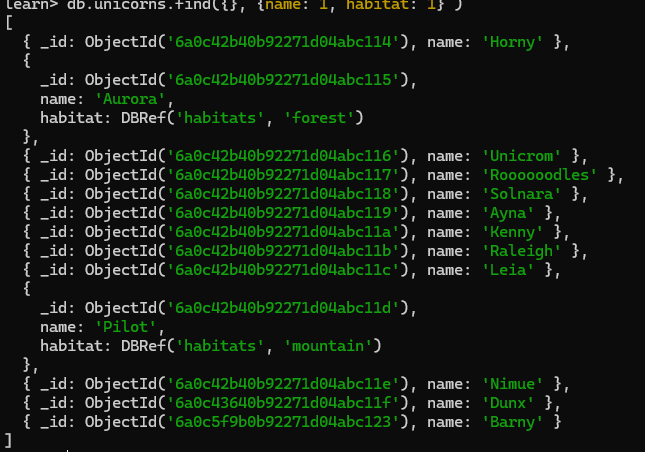 learn> db.unicorns.find({}, {name: 1, habitat: 1} )
[
  { _id: ObjectId('6a0c42b40b92271d04abc114'), name: 'Horny' },
  {
    _id: ObjectId('6a0c42b40b92271d04abc115'),
    name: 'Aurora',
    habitat: DBRef('habitats', 'forest')
  },
  { _id: ObjectId('6a0c42b40b92271d04abc116'), name: 'Unicrom' },
  { _id: ObjectId('6a0c42b40b92271d04abc117'), name: 'Roooooodles' },
  { _id: ObjectId('6a0c42b40b92271d04abc118'), name: 'Solnara' },
  { _id: ObjectId('6a0c42b40b92271d04abc119'), name: 'Ayna' },
  { _id: ObjectId('6a0c42b40b92271d04abc11a'), name: 'Kenny' },
  { _id: ObjectId('6a0c42b40b92271d04abc11b'), name: 'Raleigh' },
  { _id: ObjectId('6a0c42b40b92271d04abc11c'), name: 'Leia' },
  {
    _id: ObjectId('6a0c42b40b92271d04abc11d'),
    name: 'Pilot',
    habitat: DBRef('habitats', 'mountain')
  },
  { _id: ObjectId('6a0c42b40b92271d04abc11e'), name: 'Nimue' },
  { _id: ObjectId('6a0c43640b92271d04abc11f'), name: 'Dunx' },
  { _id: ObjectId('6a0c5f9b0b92271d04abc123'), name: 'Barny' }
]